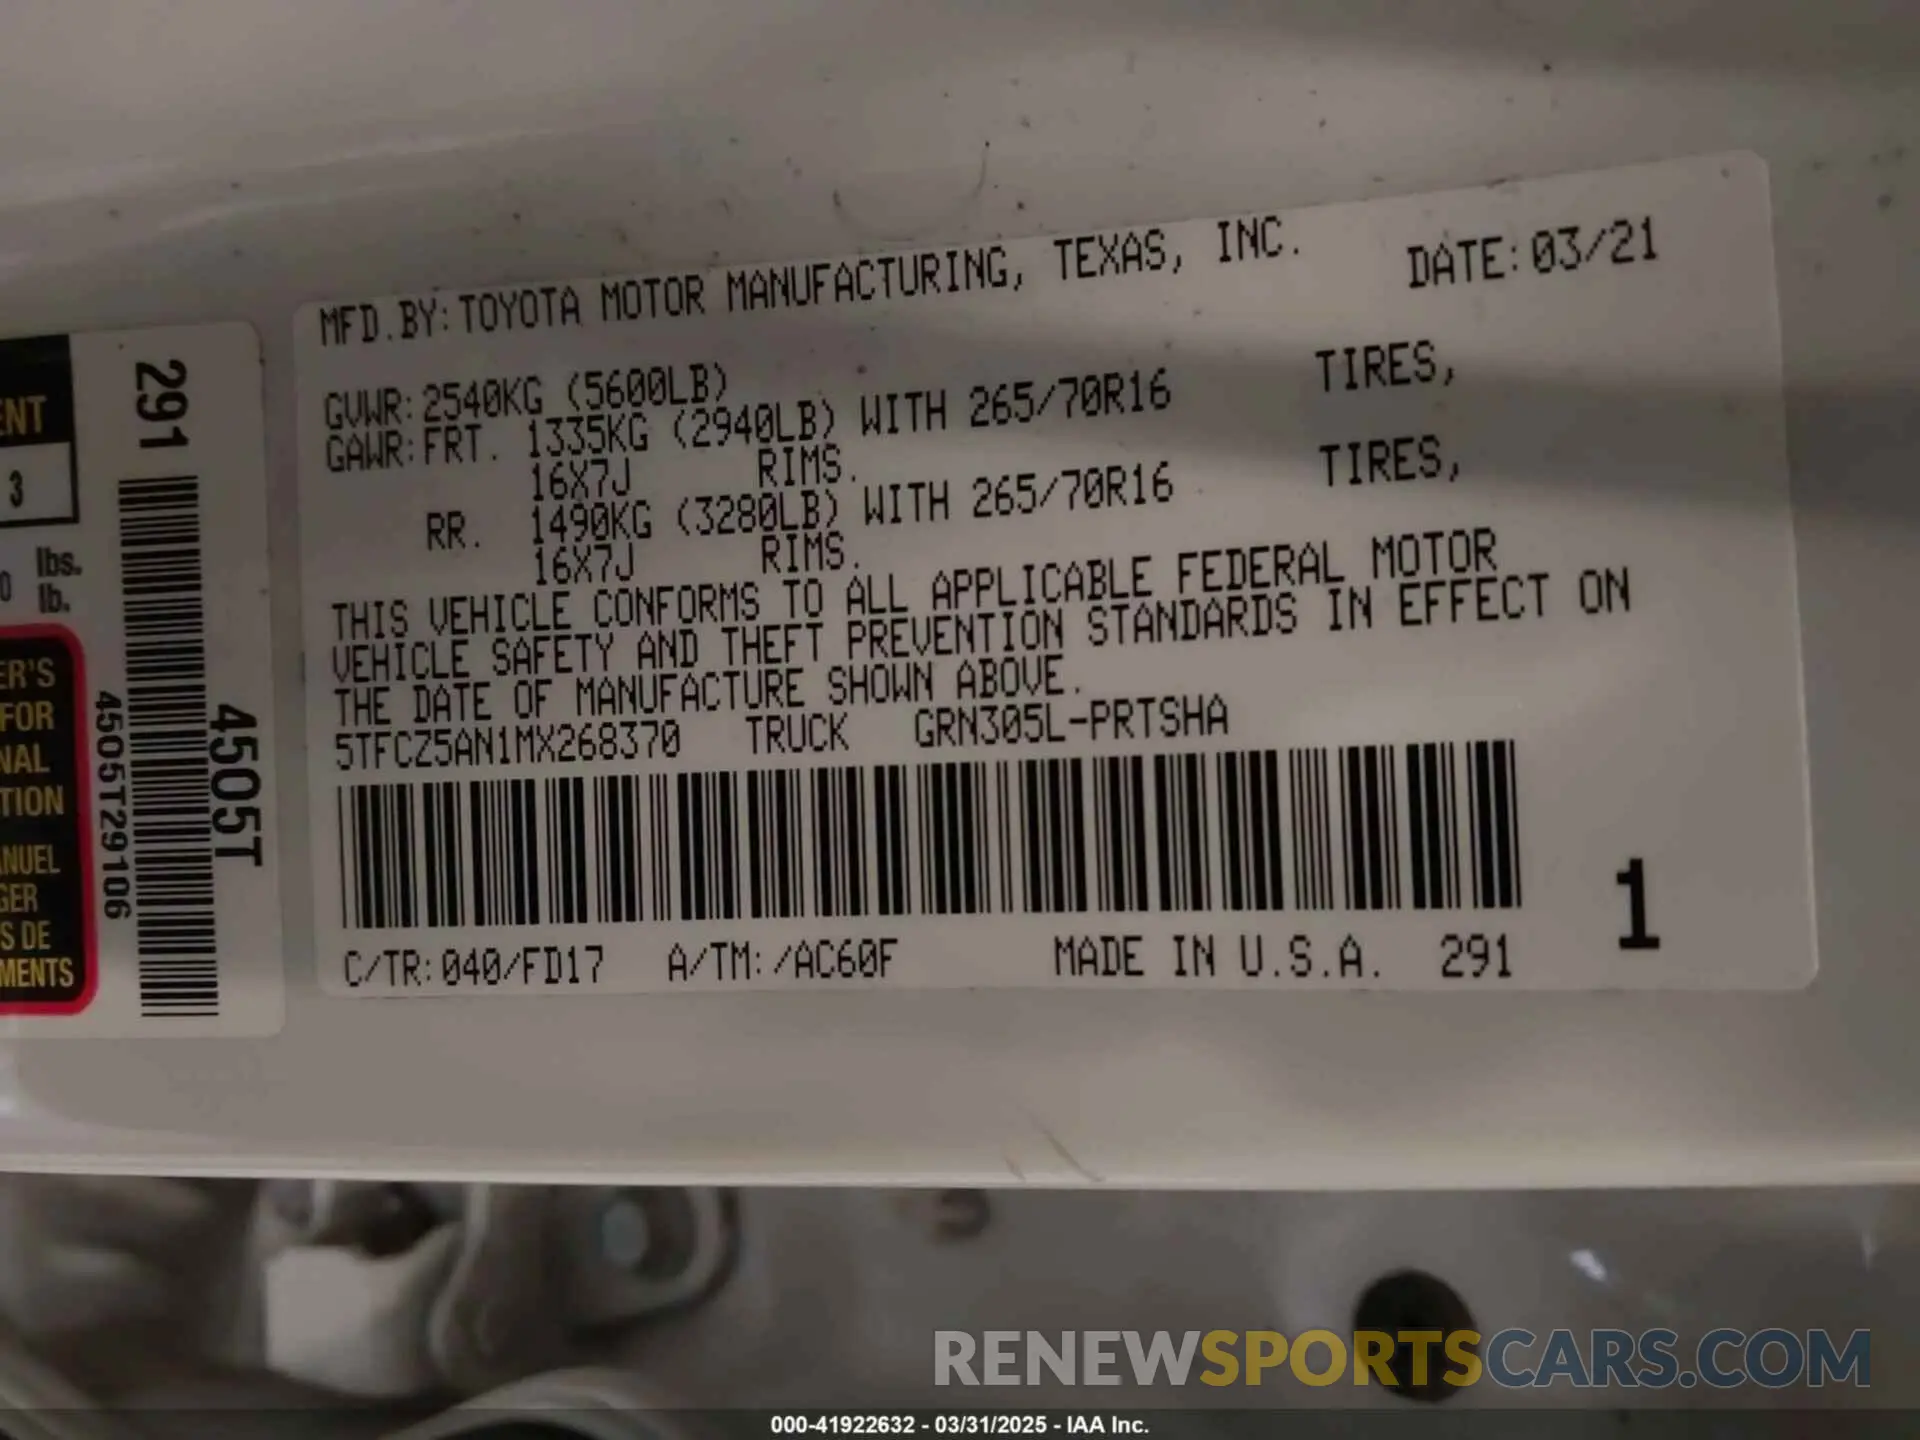 MFD.BY:TOYOTA MOTOR MANUFACTURING, TEXAS, INC. DATE:03/21
GVWR:2540KG (5600LB)
GAWR:FRT. 1335KG (2940LB) WITH 265/70R16 TIRES,
16X7J RIMS.
RR. 1490KG (3280LB) WITH 265/70R16 TIRES,
16X7J RIMS.
THIS VEHICLE CONFORMS TO ALL APPLICABLE FEDERAL MOTOR
VEHICLE SAFETY AND THEFT PREVENTION STANDARDS IN EFFECT ON
THE DATE OF MANUFACTURE SHOWN ABOVE.
5TFCZ5AN1MX268370 TRUCK GRN305L-PRTSHA
C/TR:040/FD17 A/TM:/AC60F MADE IN U.S.A. 291
1
291
4505T29106
4505T
ENT
3
0 lbs.
lb.
ER'S
FOR
NAL
TION
ANUEL
GER
S DE
MENTS
RENEWSPORTSCARS.COM
000-41922632 - 03/31/2025 - IAA Inc.